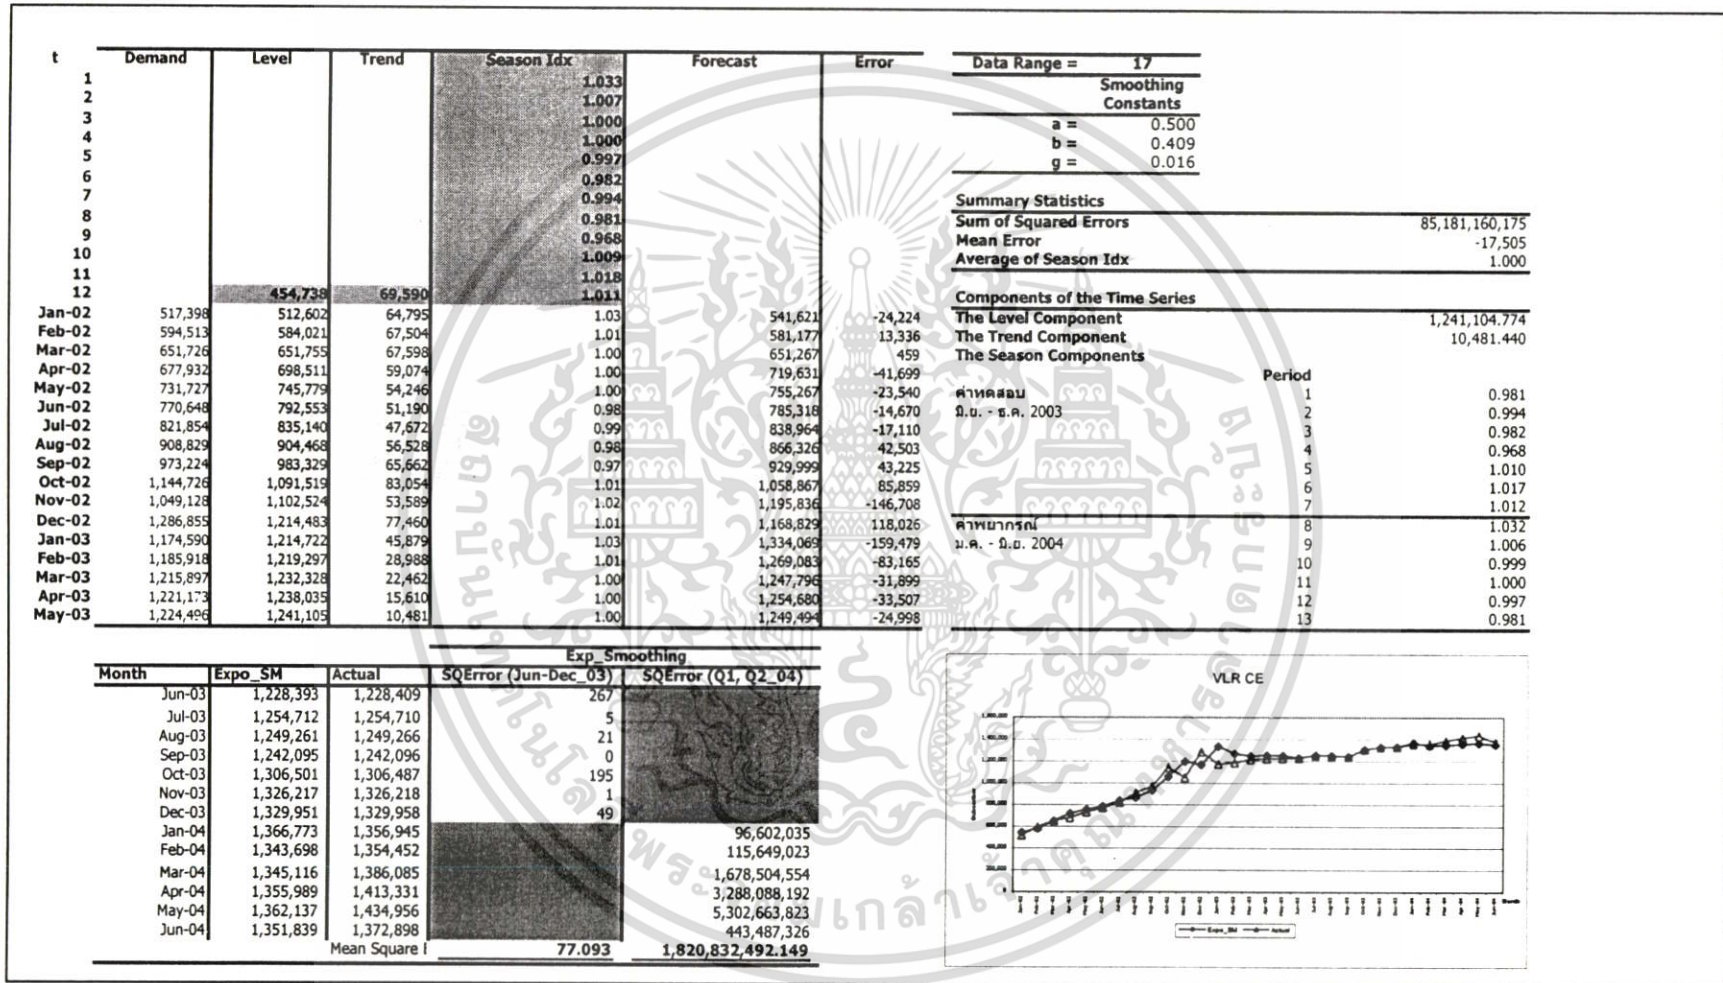 t Demand Level Trend Season Idx Forecast Error
1 1.033
2 1.007
3 1.000
4 1.000
5 0.997
6 0.982
7 0.994
8 0.981
9 0.968
10 1.009
11 1.018
12 454,738 69,590 1.011
Jan-02 517,398 512,602 64,795 1.03 541,621 -24,224
Feb-02 594,513 584,021 67,504 1.01 581,177 13,336
Mar-02 651,726 651,755 67,598 1.00 651,267 459
Apr-02 677,932 698,511 59,074 1.00 719,631 -41,699
May-02 731,727 745,779 54,246 1.00 755,267 -23,540
Jun-02 770,648 792,553 51,190 0.98 785,318 -14,670
Jul-02 821,854 835,140 47,672 0.99 838,964 -17,110
Aug-02 908,829 904,468 56,528 0.98 866,326 42,503
Sep-02 973,224 983,329 65,662 0.97 929,999 43,225
Oct-02 1,144,726 1,091,519 83,054 1.01 1,058,867 85,859
Nov-02 1,049,128 1,102,524 53,589 1.02 1,195,836 -146,708
Dec-02 1,286,855 1,214,483 77,460 1.01 1,168,829 118,026
Jan-03 1,174,590 1,214,722 45,879 1.03 1,334,069 -159,479
Feb-03 1,185,918 1,219,297 28,988 1.01 1,269,083 -83,165
Mar-03 1,215,897 1,232,328 22,462 1.00 1,247,796 -31,899
Apr-03 1,221,173 1,238,035 15,610 1.00 1,254,680 -33,507
May-03 1,224,496 1,241,105 10,481 1.00 1,249,494 -24,998
Data Range = 17
Smoothing
Constants
a = 0.500
b = 0.409
g = 0.016
Summary Statistics
Sum of Squared Errors 85,181,160,175
Mean Error -17,505
Average of Season Idx 1.000
Components of the Time Series
The Level Component 1,241,104.774
The Trend Component 10,481.440
The Season Components
Period
ค่าทดสอบ 1 0.981
มิ.ย. - ธ.ค. 2003 2 0.994
3 0.982
4 0.968
5 1.010
6 1.017
7 1.012
ค่าพยากรณ์ 8 1.032
ม.ค. - มิ.ย. 2004 9 1.006
10 0.999
11 1.000
12 0.997
13 0.981
Exp_Smoothing
Month Expo_SM Actual SQError (Jun-Dec_03) SQError (Q1, Q2_04)
Jun-03 1,228,393 1,228,409 267
Jul-03 1,254,712 1,254,710 5
Aug-03 1,249,261 1,249,266 21
Sep-03 1,242,095 1,242,096 0
Oct-03 1,306,501 1,306,487 195
Nov-03 1,326,217 1,326,218 1
Dec-03 1,329,951 1,329,958 49
Jan-04 1,366,773 1,356,945 96,602,035
Feb-04 1,343,698 1,354,452 115,649,023
Mar-04 1,345,116 1,386,085 1,678,504,554
Apr-04 1,355,989 1,413,331 3,288,088,192
May-04 1,362,137 1,434,956 5,302,663,823
Jun-04 1,351,839 1,372,898 443,487,326
Mean Square 77.093 1,820,832,492.149
VLR CE
1,600,000
1,400,000
1,200,000
1,000,000
800,000
600,000
400,000
200,000
0
Expo_SM Actual